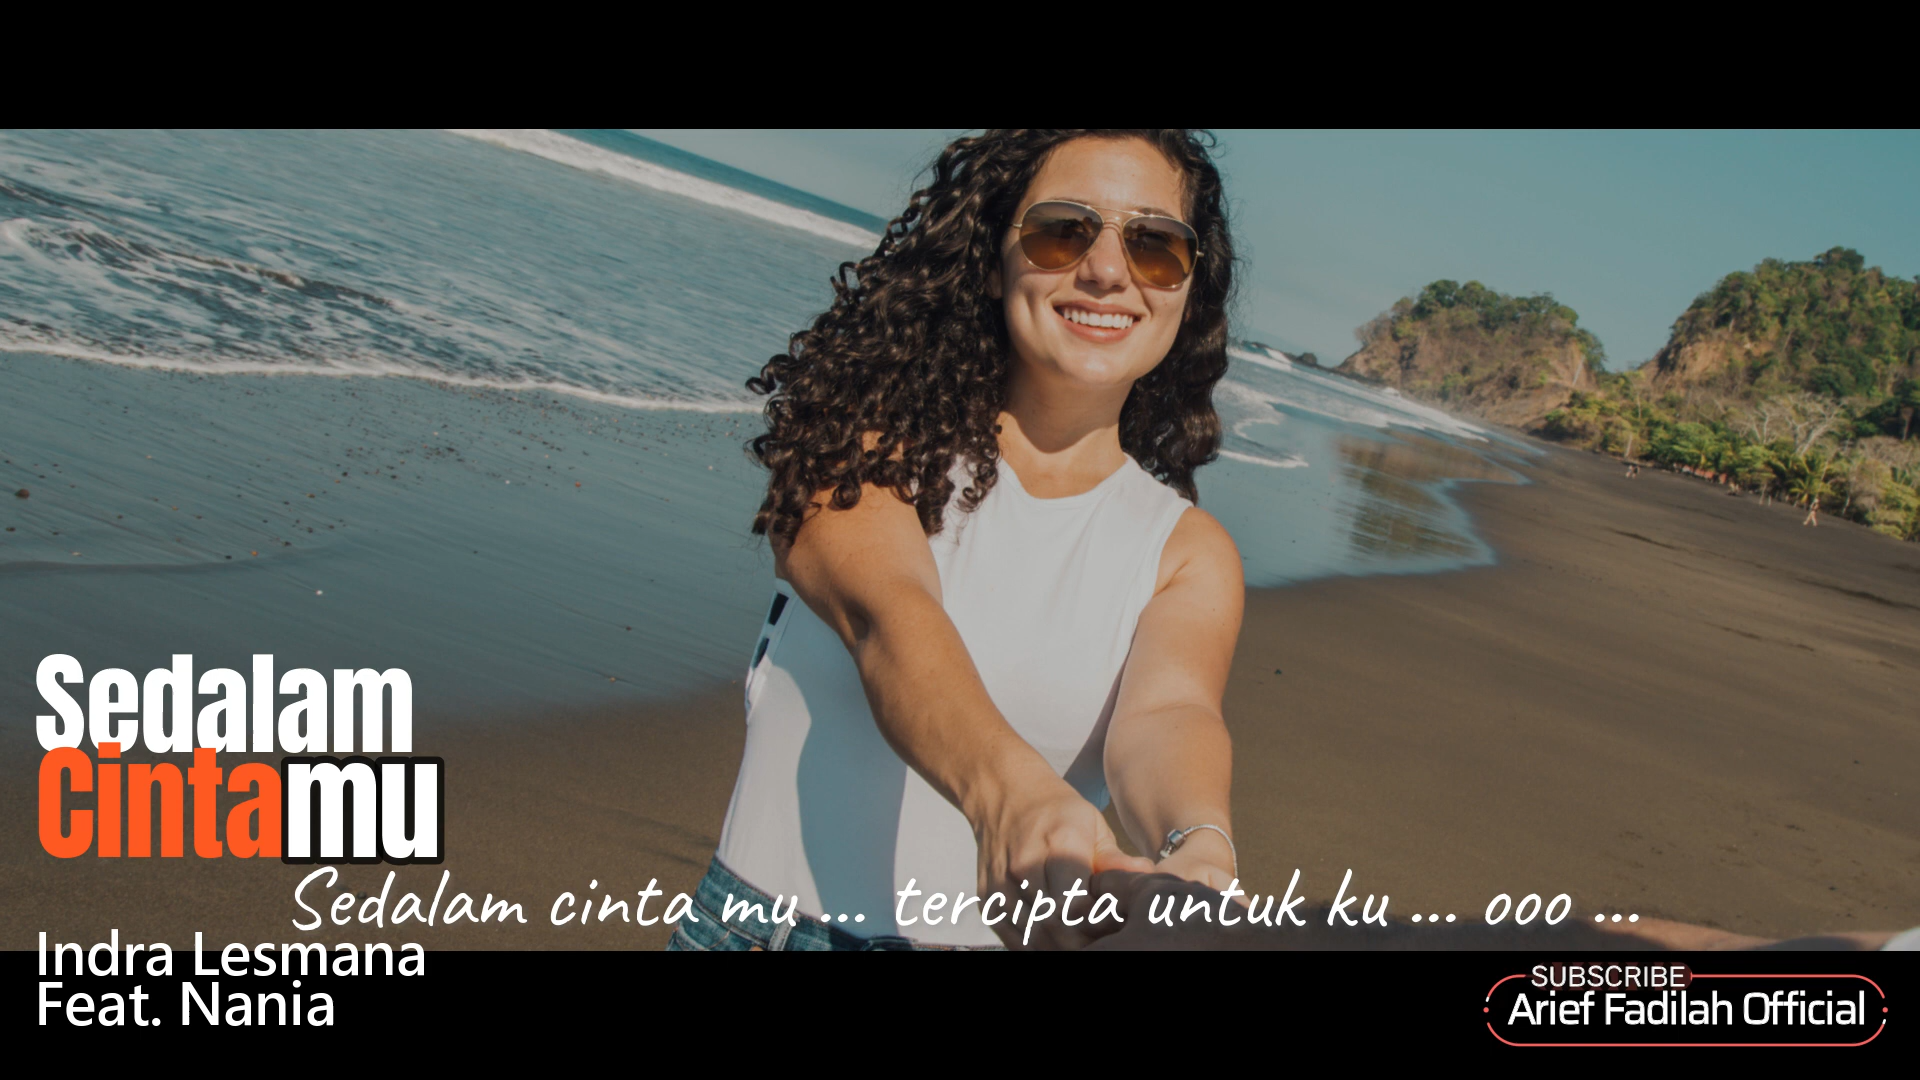 Sedalam
Cintamu
Sedalam cinta mu ... tercipta untuk ku ... ooo ...
Indra Lesmana
Feat. Nania
SUBSCRIBE
Arief Fadilah Official